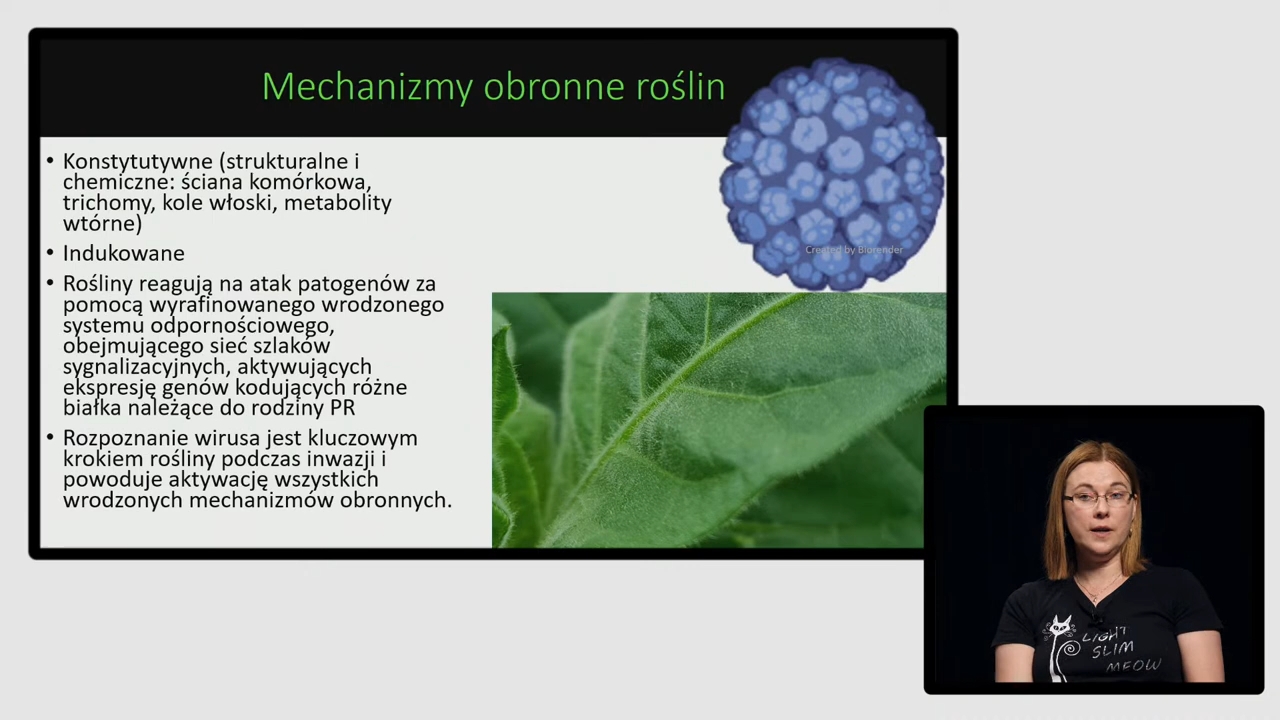 Mechanizmy obronne roślin
• Konstytutywne (strukturalne i
chemiczne: ściana komórkowa,
trichomy, kole włoski, metabolity
wtórne)
• Indukowane
• Rośliny reagują na atak patogenów za
pomocą wyrafinowanego wrodzonego
systemu odpornościowego,
obejmującego sieć szlaków
sygnalizacyjnych, aktywujących
ekspresję genów kodujących różne
białka należące do rodziny PR
• Rozpoznanie wirusa jest kluczowym
krokiem rośliny podczas inwazji i
powoduje aktywację wszystkich
wrodzonych mechanizmów obronnych.
Created by Biorender
LIGHT
SLIM
MEOW